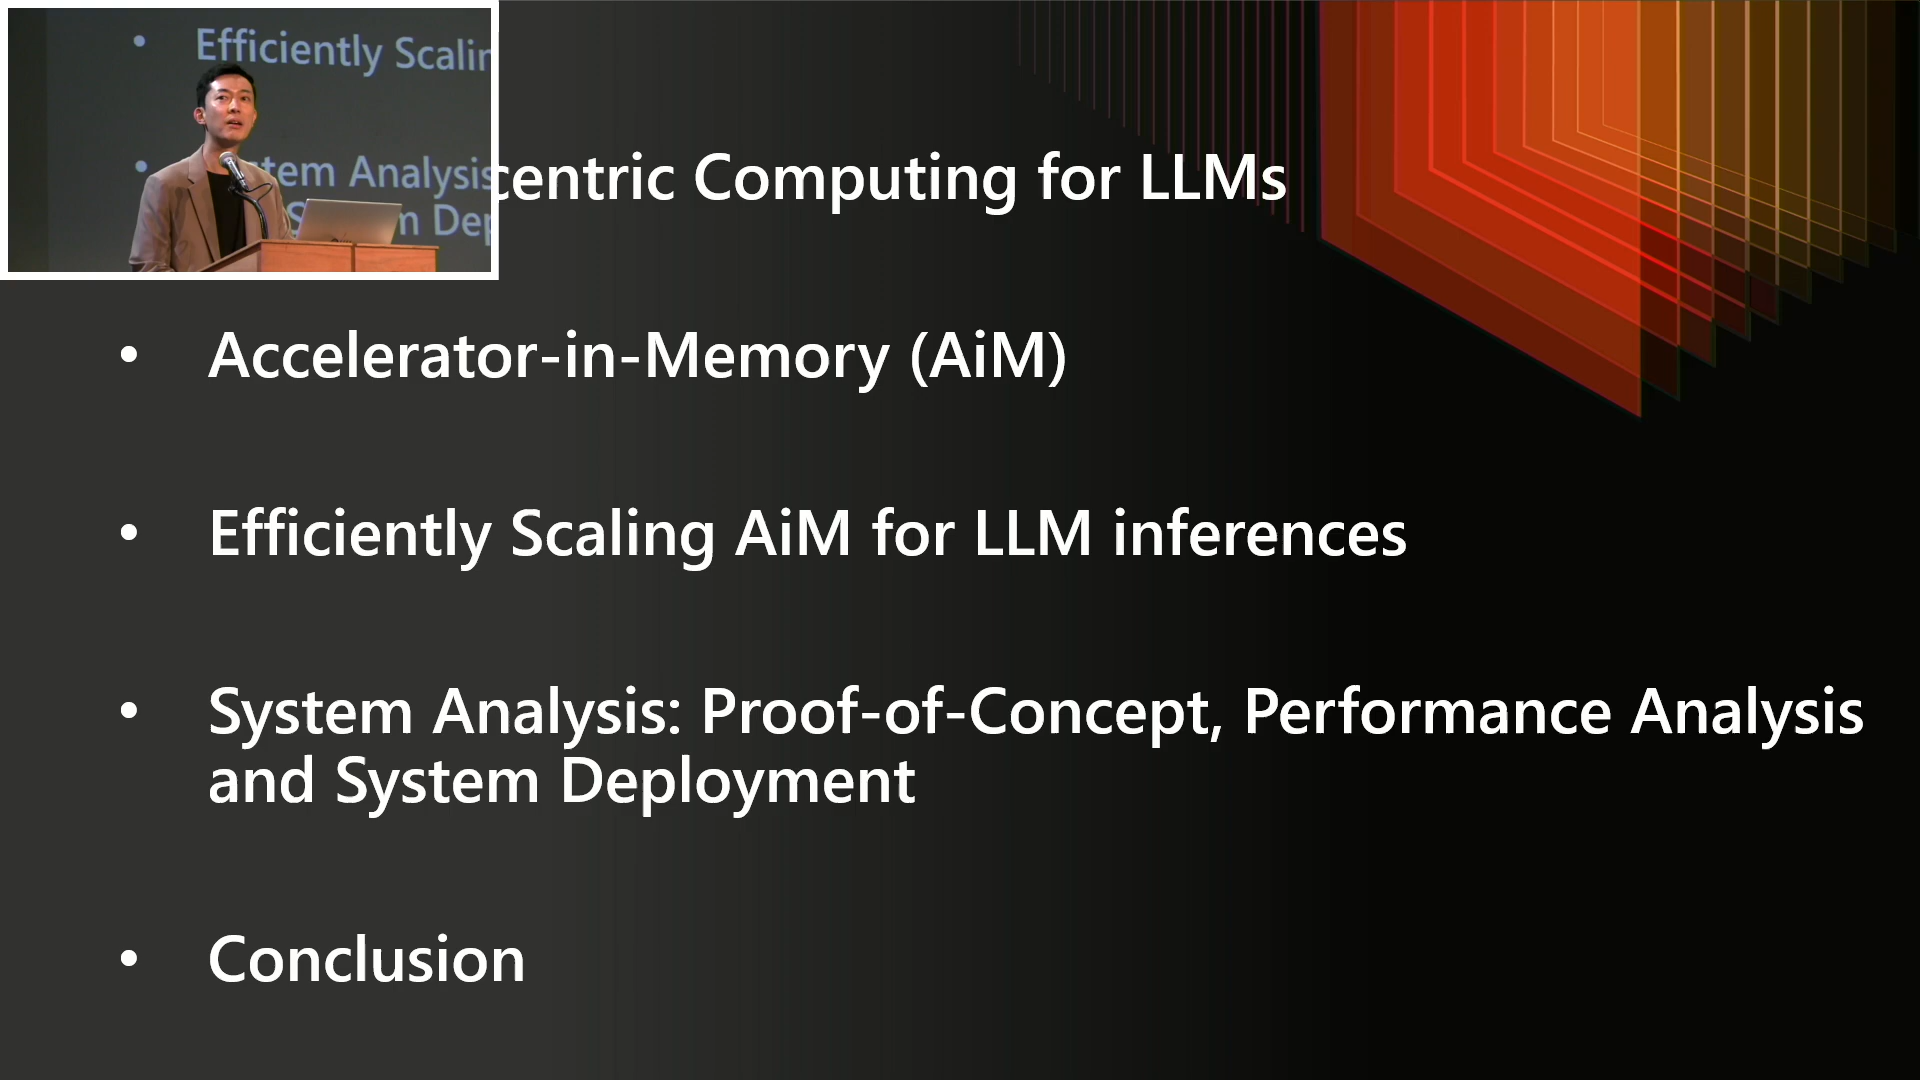 • Efficiently Scalin
• tem Analysis
m Dep
centric Computing for LLMs
• Accelerator-in-Memory (AiM)
• Efficiently Scaling AiM for LLM inferences
• System Analysis: Proof-of-Concept, Performance Analysis
and System Deployment
• Conclusion